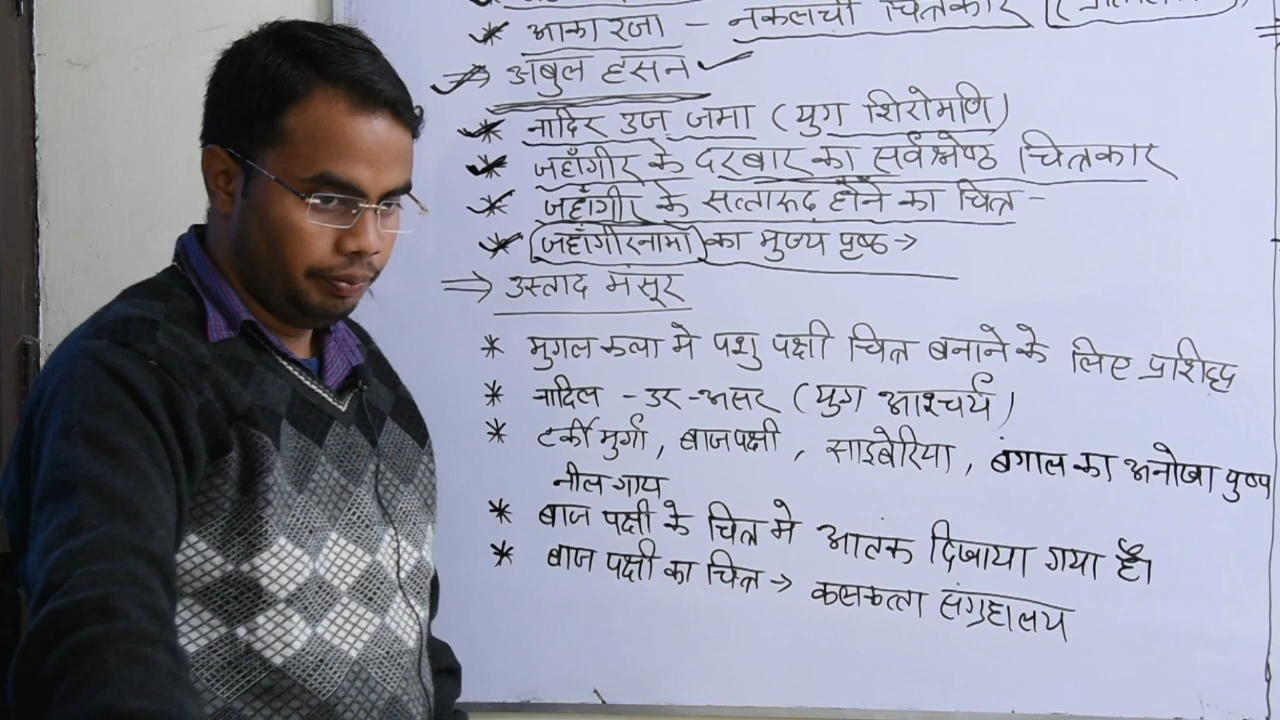 * आका रजा - नकलची चित्रकार
⇒ अबुल हसन ✓
* नादिर उज जमा (युग शिरोमणि)
* जहाँगीर के दरबार का सर्वश्रेष्ठ चित्रकार
* जहाँगीर के सत्तारूढ़ होने का चित्र -
* जहाँगीरनामा का मुख्य पृष्ठ →
⇒ उस्ताद मंसूर
* मुगल कला मे पशु पक्षी चित्र बनाने के लिए प्रशिद्ध
* नादिल - उर - असर (युग आश्चर्य)
* टर्की मुर्गा, बाजपक्षी, साइबेरिया, बंगाल का अनोखा पुष्प
नील गाय
* बाज पक्षी के चित्र मे आतंक दिखाया गया है।
* बाज पक्षी का चित्र → कलकत्ता संग्रहालय